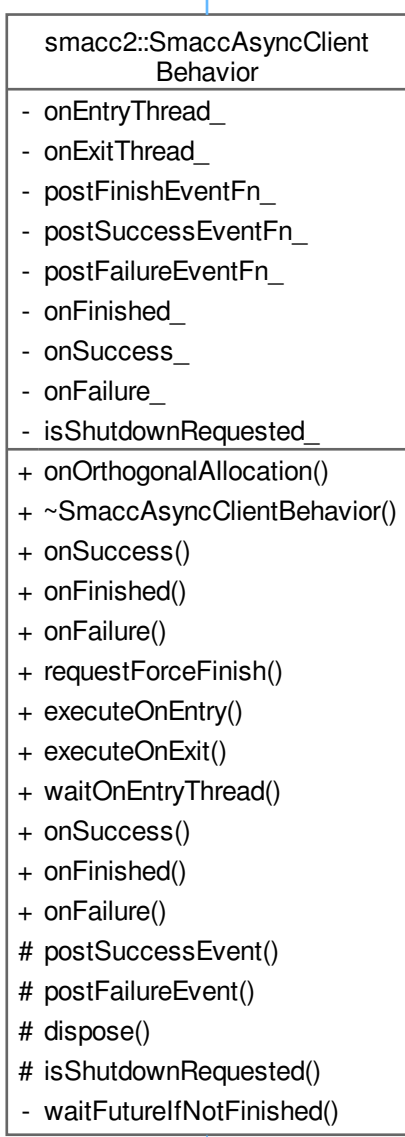 smacc2::SmaccAsyncClient
Behavior
- onEntryThread_
- onExitThread_
- postFinishEventFn_
- postSuccessEventFn_
- postFailureEventFn_
- onFinished_
- onSuccess_
- onFailure_
- isShutdownRequested_
+ onOrthogonalAllocation()
+ ~SmaccAsyncClientBehavior()
+ onSuccess()
+ onFinished()
+ onFailure()
+ requestForceFinish()
+ executeOnEntry()
+ executeOnExit()
+ waitOnEntryThread()
+ onSuccess()
+ onFinished()
+ onFailure()
# postSuccessEvent()
# postFailureEvent()
# dispose()
# isShutdownRequested()
- waitFutureIfNotFinished()